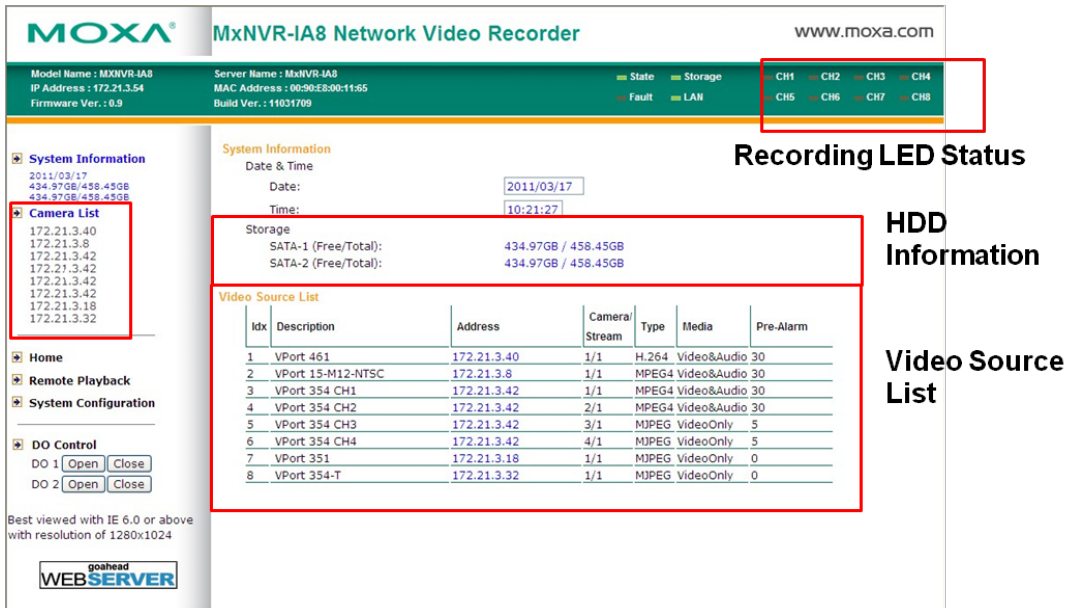 MOXA®
MxNVR-IA8 Network Video Recorder
www.moxa.com
Model Name : MXNVR-IA8
IP Address : 172.21.3.54
Firmware Ver. : 0.9
Server Name : MxNVR-IA8
MAC Address : 00:90:E8:00:11:65
Build Ver. : 11031709
State Storage
Fault LAN
CH1 CH2 CH3 CH4
CH5 CH6 CH7 CH8
Recording LED Status
System Information
2011/03/17
434.97GB/458.45GB
434.97GB/458.45GB
Camera List
172.21.3.40
172.21.3.8
172.21.3.42
172.21.3.42
172.21.3.42
172.21.3.42
172.21.3.18
172.21.3.32
Home
Remote Playback
System Configuration
DO Control
DO 1 Open Close
DO 2 Open Close
Best viewed with IE 6.0 or above
with resolution of 1280x1024
goahead
WEBSERVER
System Information
Date & Time
Date: 2011/03/17
Time: 10:21:27
Storage
SATA-1 (Free/Total): 434.97GB / 458.45GB
SATA-2 (Free/Total): 434.97GB / 458.45GB
HDD
Information
Video Source List
Idx Description Address Camera/ Stream Type Media Pre-Alarm
1 VPort 461 172.21.3.40 1/1 H.264 Video&Audio 30
2 VPort 15-M12-NTSC 172.21.3.8 1/1 MPEG4 Video&Audio 30
3 VPort 354 CH1 172.21.3.42 1/1 MPEG4 Video&Audio 30
4 VPort 354 CH2 172.21.3.42 2/1 MPEG4 Video&Audio 30
5 VPort 354 CH3 172.21.3.42 3/1 MJPEG VideoOnly 5
6 VPort 354 CH4 172.21.3.42 4/1 MJPEG VideoOnly 5
7 VPort 351 172.21.3.18 1/1 MJPEG VideoOnly 0
8 VPort 354-T 172.21.3.32 1/1 MJPEG VideoOnly 0
Video Source
List